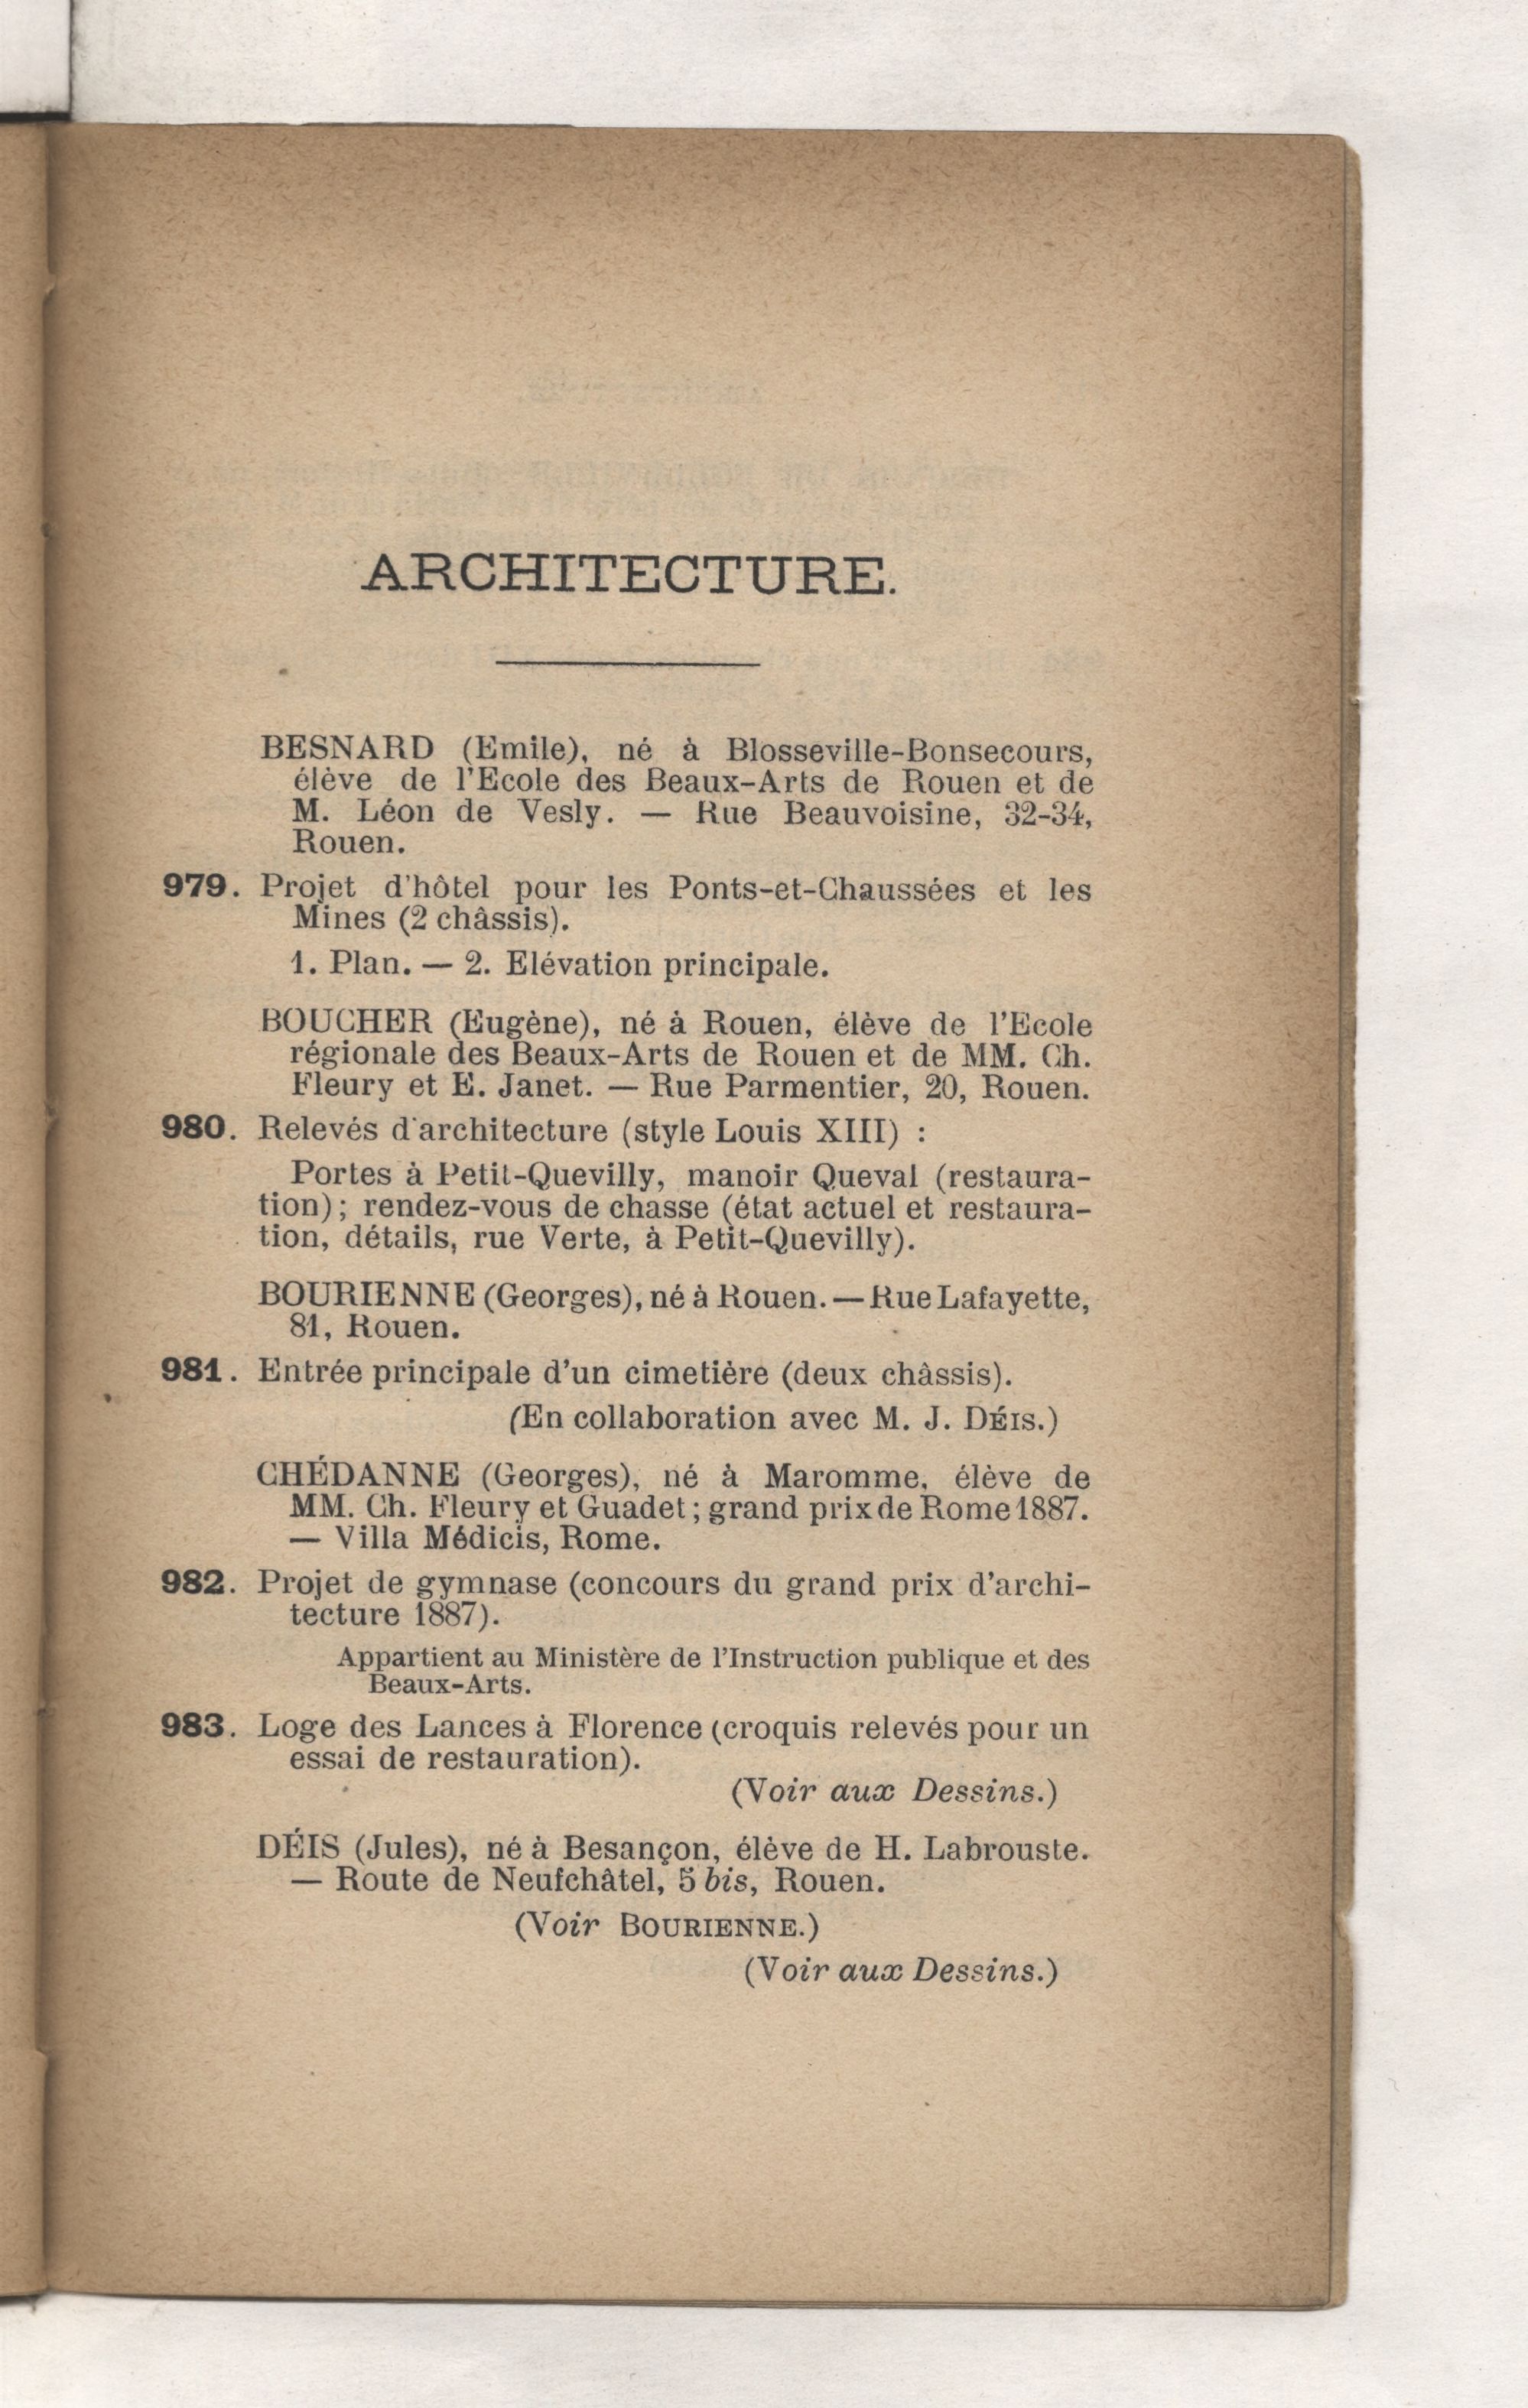 ARCHITECTURE.
BESNARD (Emile), né à Blosseville-Bonsecours,
élève de l'Ecole des Beaux-Arts de Rouen et de
M. Léon de Vesly. — Rue Beauvoisine, 32-34,
Rouen.
979. Projet d'hôtel pour les Ponts-et-Chaussées et les
Mines (2 châssis).
1. Plan. — 2. Elévation principale.
BOUCHER (Eugène), né à Rouen, élève de l'Ecole
régionale des Beaux-Arts de Rouen et de MM. Ch.
Fleury et E. Janet. — Rue Parmentier, 20, Rouen.
980. Relevés d'architecture (style Louis XIII) :
Portes à Petit-Quevilly, manoir Queval (restaura-
tion); rendez-vous de chasse (état actuel et restaura-
tion, détails, rue Verte, à Petit-Quevilly).
BOURIENNE (Georges), né à Rouen. — Rue Lafayette,
81, Rouen.
981. Entrée principale d'un cimetière (deux châssis).
(En collaboration avec M. J. DÉIS.)
CHÉDANNE (Georges), né à Maromme, élève de
MM. Ch. Fleury et Guadet; grand prix de Rome 1887.
— Villa Médicis, Rome.
982. Projet de gymnase (concours du grand prix d'archi-
tecture 1887).
Appartient au Ministère de l'Instruction publique et des
Beaux-Arts.
983. Loge des Lances à Florence (croquis relevés pour un
essai de restauration).
(Voir aux Dessins.)
DÉIS (Jules), né à Besançon, élève de H. Labrouste.
— Route de Neufchâtel, 5 bis, Rouen.
(Voir BOURIENNE.)
(Voir aux Dessins.)